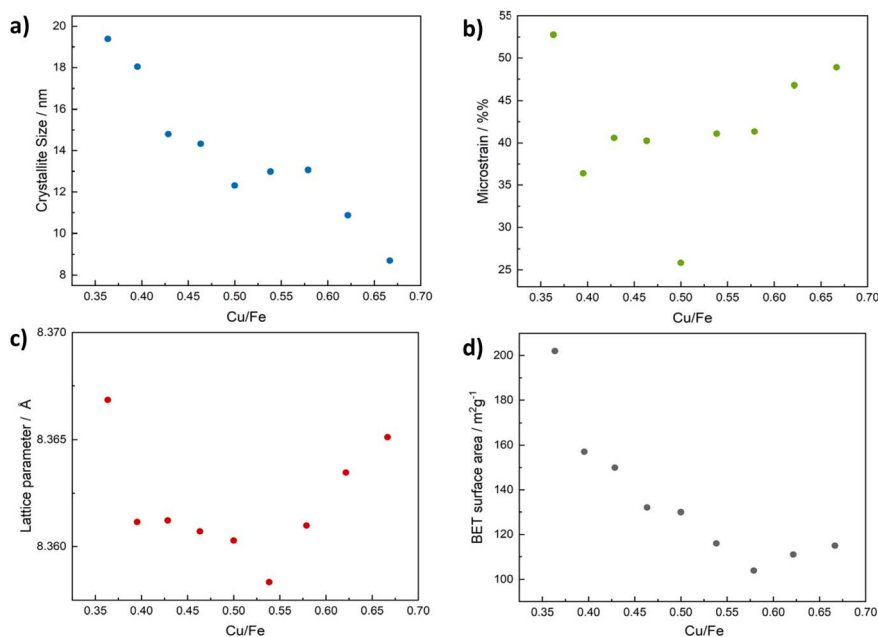 a)
20
18
16
14
12
10
8
Crystallite Size / nm
0.35 0.40 0.45 0.50 0.55 0.60 0.65 0.70
Cu/Fe
b)
55
50
45
40
35
30
25
Microstrain / %%
0.35 0.40 0.45 0.50 0.55 0.60 0.65 0.70
Cu/Fe
c)
8.370
8.365
8.360
Lattice parameter / Å
0.35 0.40 0.45 0.50 0.55 0.60 0.65 0.70
Cu/Fe
d)
200
180
160
140
120
100
BET surface area / m²g⁻¹
0.35 0.40 0.45 0.50 0.55 0.60 0.65 0.70
Cu/Fe